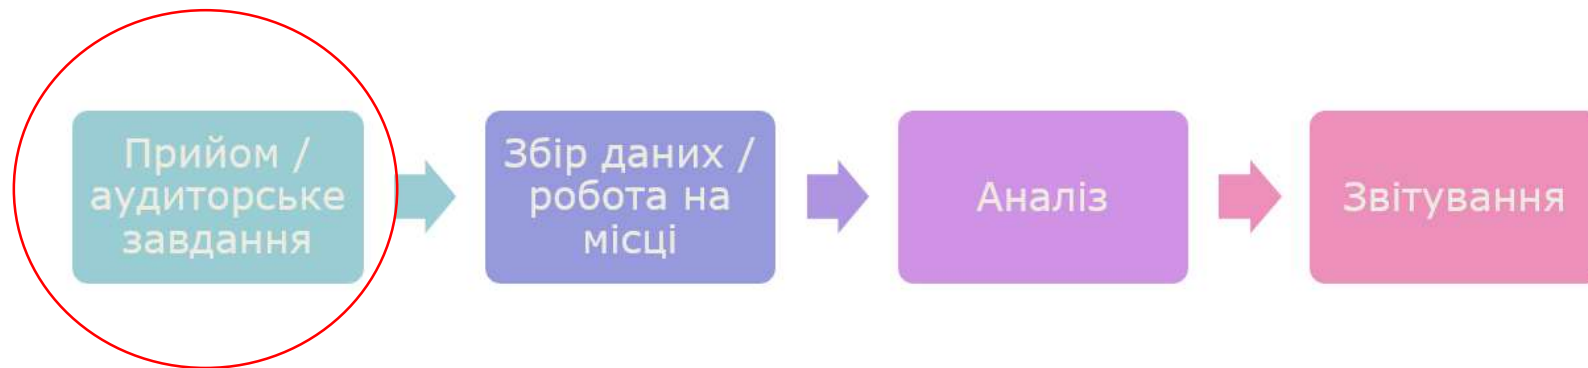 Прийом /
аудиторське
завдання
Збір даних /
робота на
місці
Аналіз
Звітування